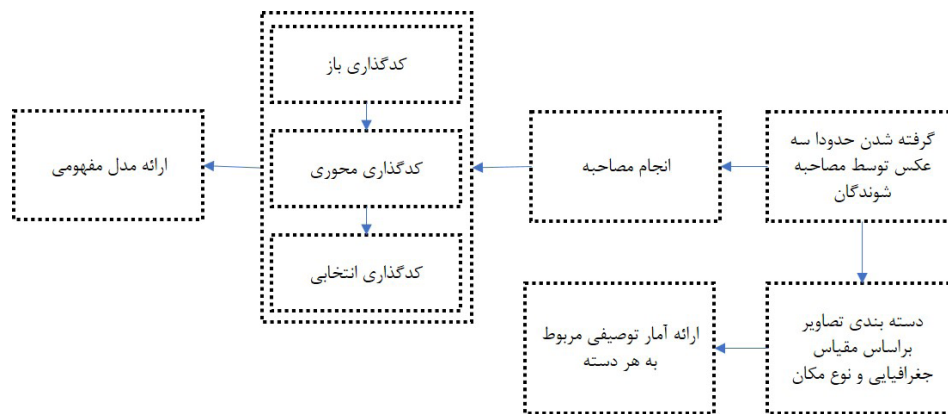 گرفته شدن حدودا سه
عکس توسط مصاحبه
شوندگان
انجام مصاحبه
کدگذاری باز
کدگذاری محوری
کدگذاری انتخابی
ارائه مدل مفهومی
دسته بندی تصاویر
براساس مقیاس
جغرافیایی و نوع مکان
ارائه آمار توصیفی مربوط
به هر دسته